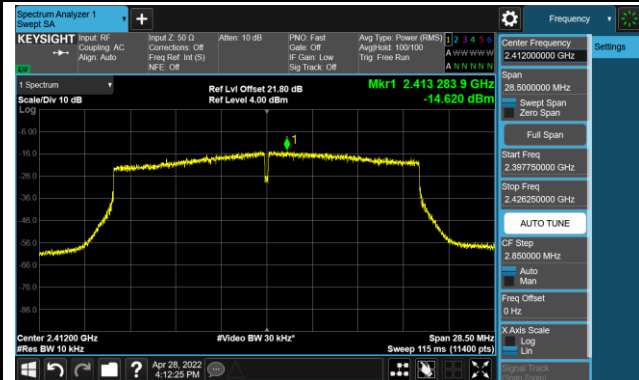 Spectrum Analyzer 1
Swept SA
+
Frequency
KEYSIGHT
Input: RF
Coupling: AC
Align: Auto
Input Z: 50 Ω
Corrections: Off
Freq Ref: Int (S)
NFE: Off
Atten: 10 dB
PNO: Fast
Gate: Off
IF Gain: Low
Sig Track: Off
Avg Type: Power (RMS)
Avg|Hold: 100/100
Trig: Free Run
1 2 3 4 5 6
A W W W W W
A N N N N N
1 Spectrum
Scale/Div 10 dB
Ref Lvl Offset 21.80 dB
Ref Level 4.00 dBm
Mkr1 2.413 283 9 GHz
-14.620 dBm
Log
-6.00
-16.0
-26.0
-36.0
-46.0
-56.0
-66.0
-76.0
-86.0
1
Center 2.41200 GHz
#Res BW 10 kHz
#Video BW 30 kHz*
Span 28.50 MHz
Sweep 115 ms (11400 pts)
Apr 28, 2022
4:12:25 PM
Settings
Center Frequency
2.412000000 GHz
Span
28.5000000 MHz
Swept Span
Zero Span
Full Span
Start Freq
2.397750000 GHz
Stop Freq
2.426250000 GHz
AUTO TUNE
CF Step
2.850000 MHz
Auto
Man
Freq Offset
0 Hz
X Axis Scale
Log
Lin
Signal Track
(Span Zoom)